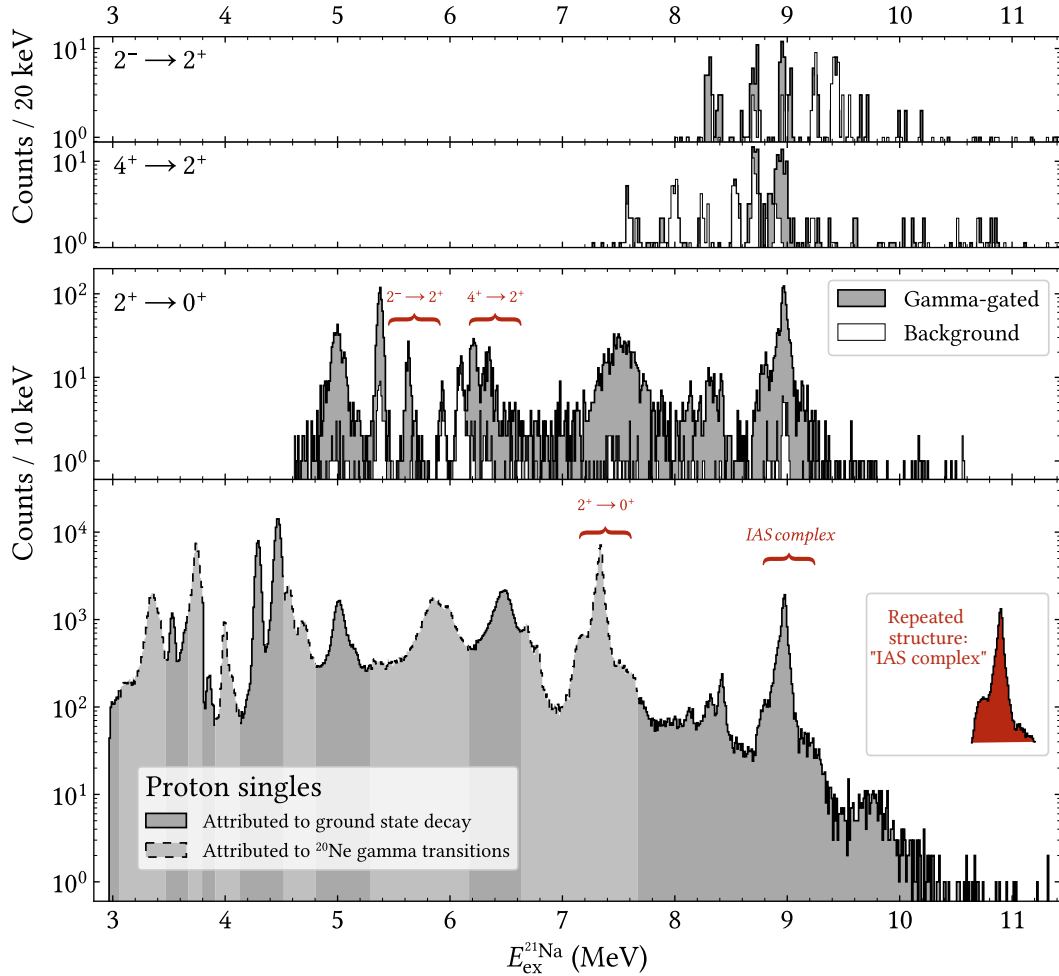 3 4 5 6 7 8 9 10 11
10¹
10⁰
2⁻ → 2⁺
Counts / 20 keV
10¹
10⁰
4⁺ → 2⁺
10²
10¹
10⁰
2⁺ → 0⁺
2⁻ → 2⁺
4⁺ → 2⁺
Gamma-gated
Background
Counts / 10 keV
10⁴
10³
10²
10¹
10⁰
2⁺ → 0⁺
IAS complex
Repeated
structure:
"IAS complex"
Proton singles
Attributed to ground state decay
Attributed to ²⁰Ne gamma transitions
3 4 5 6 7 8 9 10 11
E_ex^²¹Na (MeV)